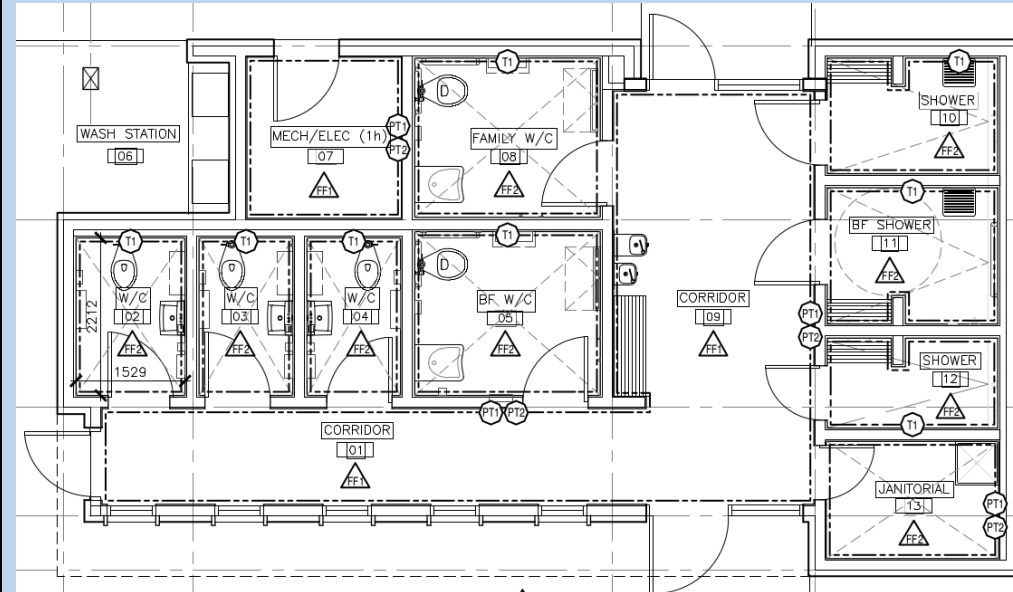 T1
T1
SHOWER
10
FF2
WASH STATION
06
MECH/ELEC (1h)
07
FF1
PT1
PT2
D
FAMILY W/C
08
FF2
T1
BF SHOWER
11
FF2
T1
W/C
02
FF2
2212
1529
T1
W/C
03
FF2
T1
W/C
04
FF2
T1
D
BF W/C
05
FF2
CORRIDOR
09
FF1
PT1
PT2
SHOWER
12
FF2
T1
PT1
PT2
CORRIDOR
01
FF1
JANITORIAL
13
FF2
PT1
PT2